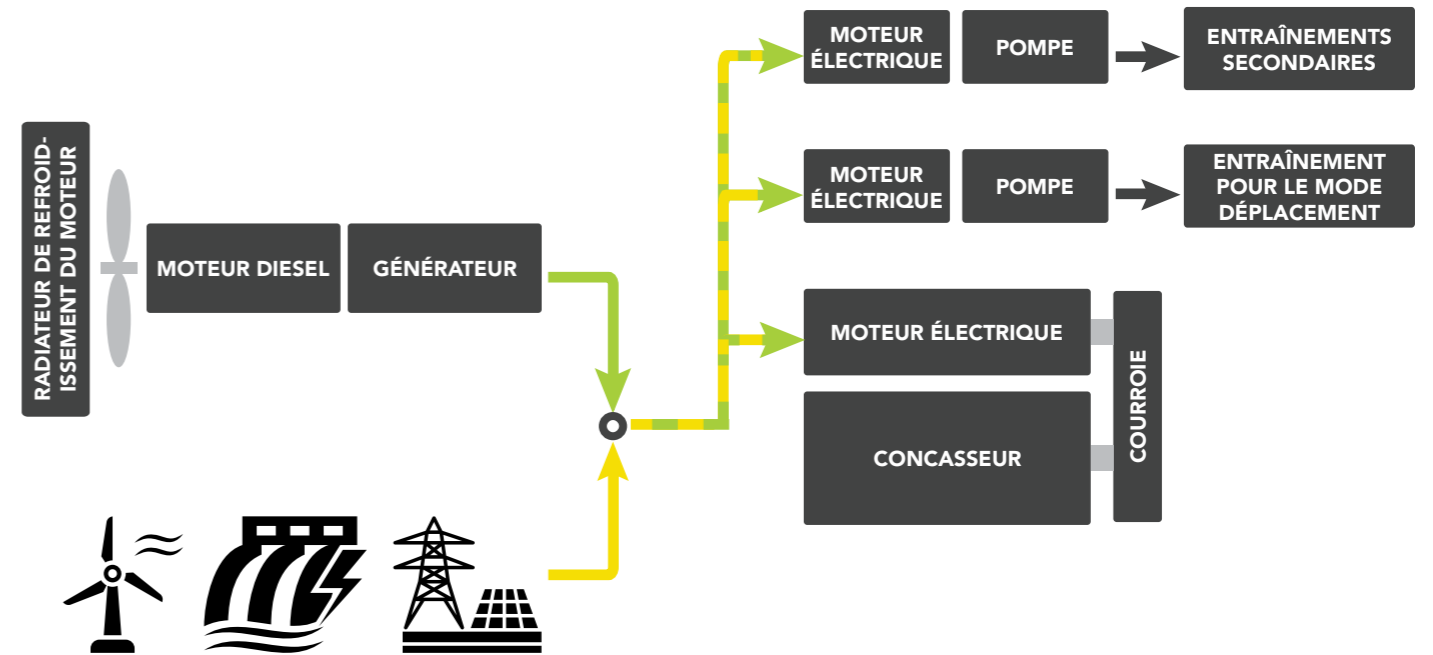 RADIATEUR DE REFROID-
ISSEMENT DU MOTEUR
MOTEUR DIESEL
GÉNÉRATEUR
MOTEUR
ÉLECTRIQUE
POMPE
ENTRAÎNEMENTS
SECONDAIRES
MOTEUR
ÉLECTRIQUE
POMPE
ENTRAÎNEMENT
POUR LE MODE
DÉPLACEMENT
MOTEUR ÉLECTRIQUE
CONCASSEUR
COURROIE